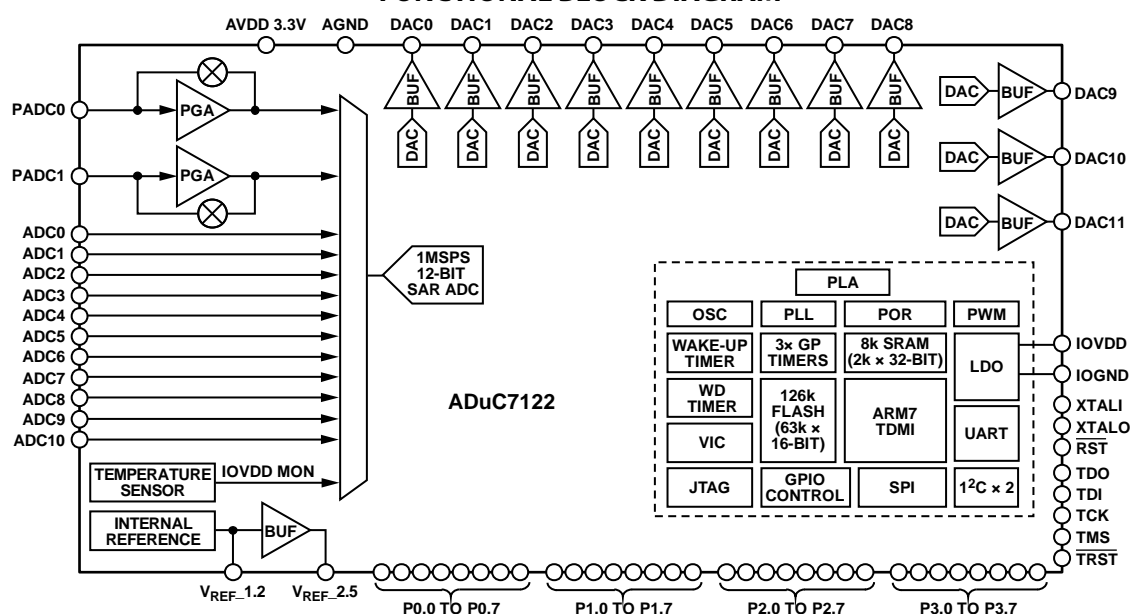 FUNCTIONAL BLOCK DIAGRAM
AVDD 3.3V AGND DAC0 DAC1 DAC2 DAC3 DAC4 DAC5 DAC6 DAC7 DAC8
BUF BUF BUF BUF BUF BUF BUF BUF BUF
DAC DAC DAC DAC DAC DAC DAC DAC DAC
PADC0
PGA
PADC1
PGA
ADC0
ADC1
ADC2
ADC3
ADC4
ADC5
ADC6
ADC7
ADC8
ADC9
ADC10
1MSPS
12-BIT
SAR ADC
DAC BUF DAC9
DAC BUF DAC10
DAC BUF DAC11
ADuC7122
PLA
OSC PLL POR PWM
WAKE-UP
TIMER
3× GP
TIMERS
8k SRAM
(2k × 32-BIT)
LDO
WD
TIMER
126k
FLASH
(63k ×
16-BIT)
ARM7
TDMI
UART
VIC
JTAG
GPIO
CONTROL
SPI
1²C × 2
IOVDD
IOGND
XTALI
XTALO
RST
TDO
TDI
TCK
TMS
TRST
TEMPERATURE
SENSOR
IOVDD MON
INTERNAL
REFERENCE
BUF
VREF_1.2 VREF_2.5
P0.0 TO P0.7 P1.0 TO P1.7 P2.0 TO P2.7 P3.0 TO P3.7